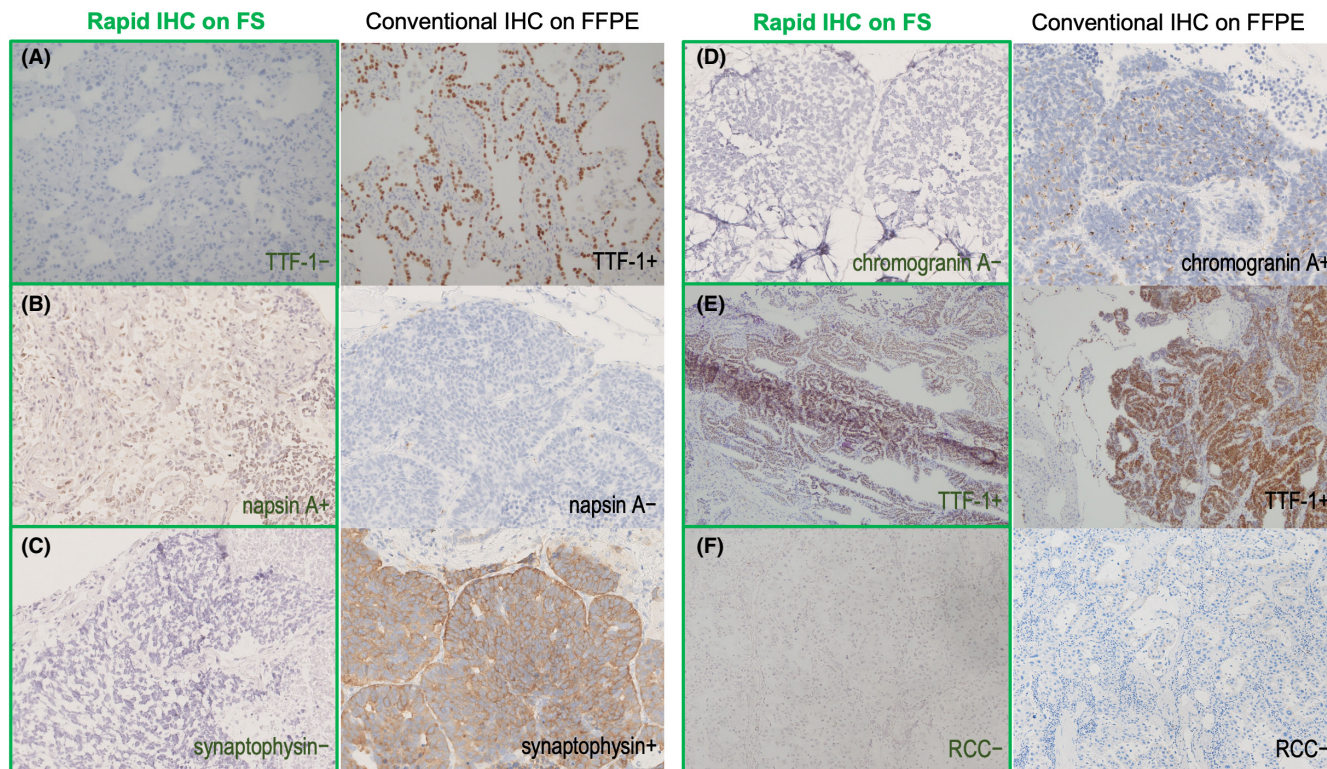 Rapid IHC on FS Conventional IHC on FFPE Rapid IHC on FS Conventional IHC on FFPE
(A) (D)
TTF-1− TTF-1+ chromogranin A− chromogranin A+
(B) (E)
napsin A+ napsin A− TTF-1+ TTF-1+
(C) (F)
synaptophysin− synaptophysin+ RCC− RCC−